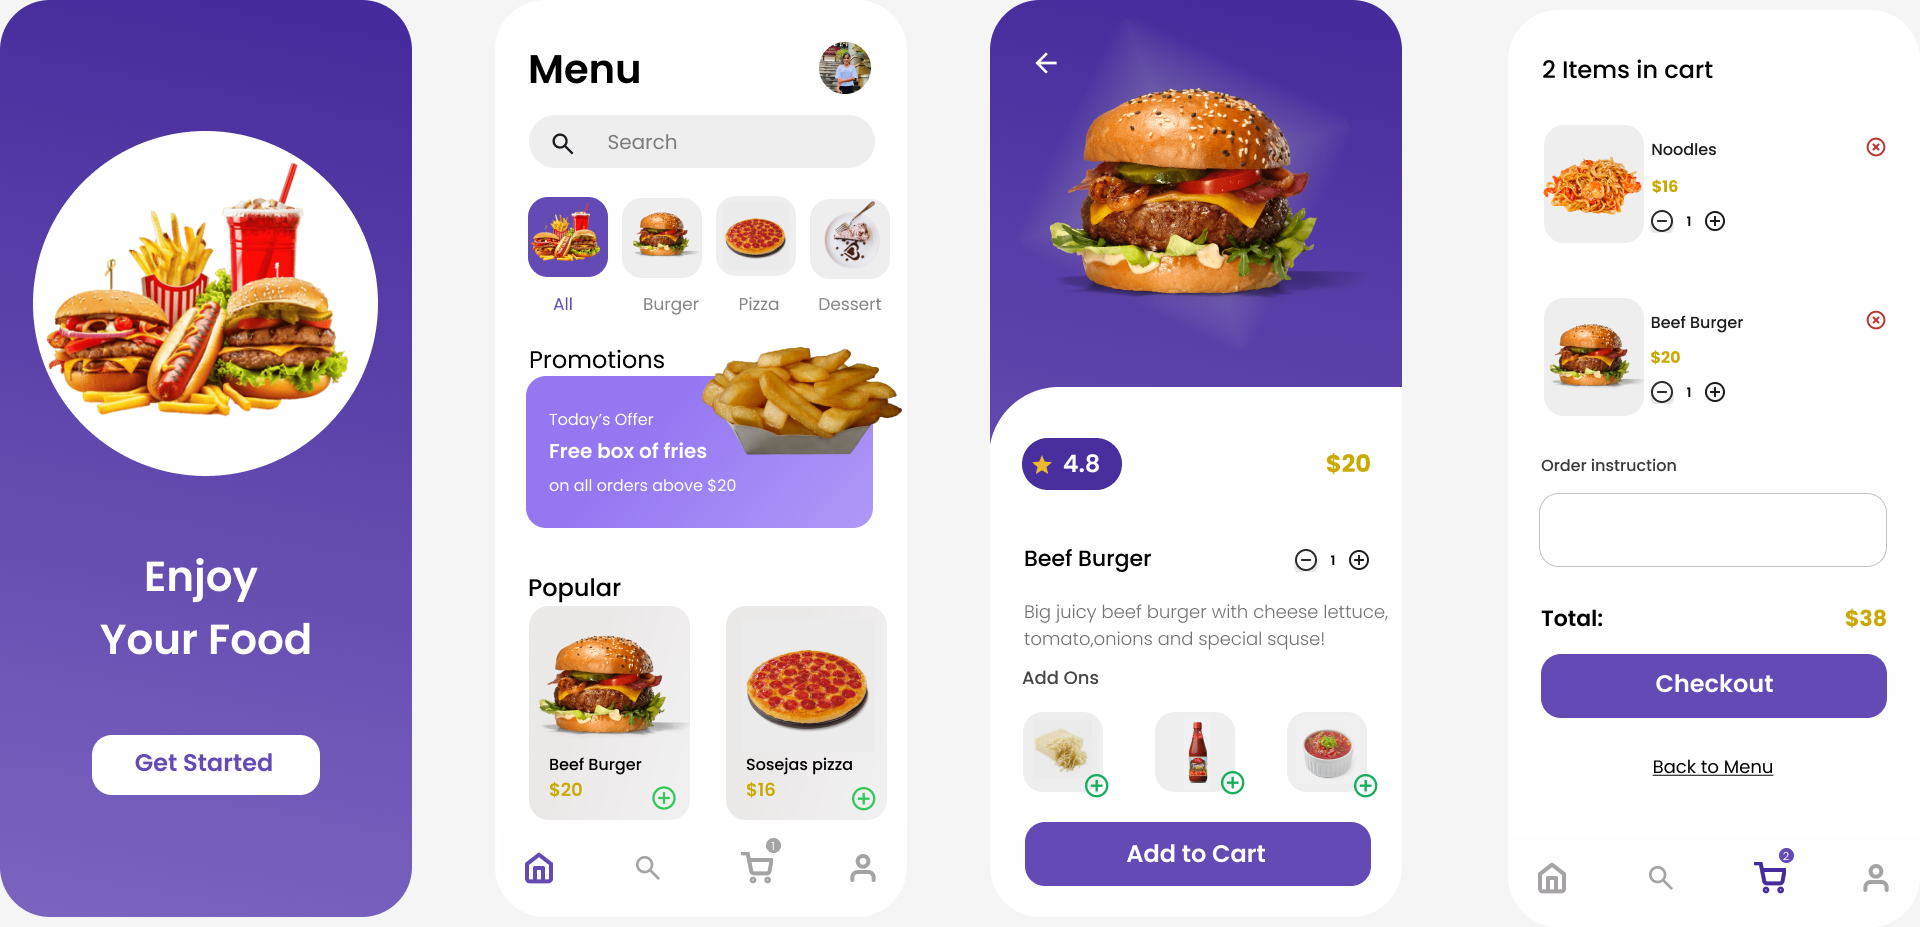 Enjoy
Your Food
Get Started
Menu
Search
All
Burger
Pizza
Dessert
Promotions
Today's Offer
Free box of fries
on all orders above $20
Popular
Beef Burger
$20
Sosejas pizza
$16
1
4.8
$20
Beef Burger
1
Big juicy beef burger with cheese lettuce,
tomato,onions and special squse!
Add Ons
Add to Cart
2 Items in cart
Noodles
$16
1
Beef Burger
$20
1
Order instruction
Total:
$38
Checkout
Back to Menu
2